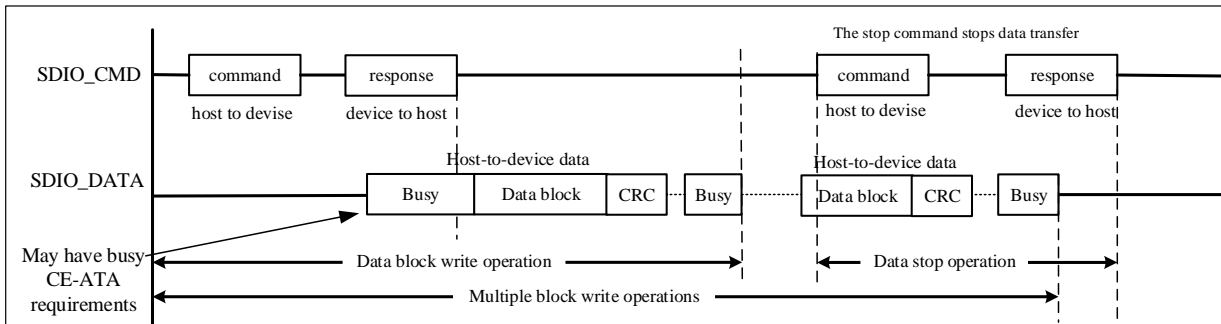 The stop command stops data transfer
SDIO_CMD
command
response
command
response
host to devise
device to host
host to devise
device to host
SDIO_DATA
Host-to-device data
Host-to-device data
Busy
Data block
CRC
Busy
Data block
CRC
Busy
May have busy
CE-ATA
requirements
Data block write operation
Data stop operation
Multiple block write operations